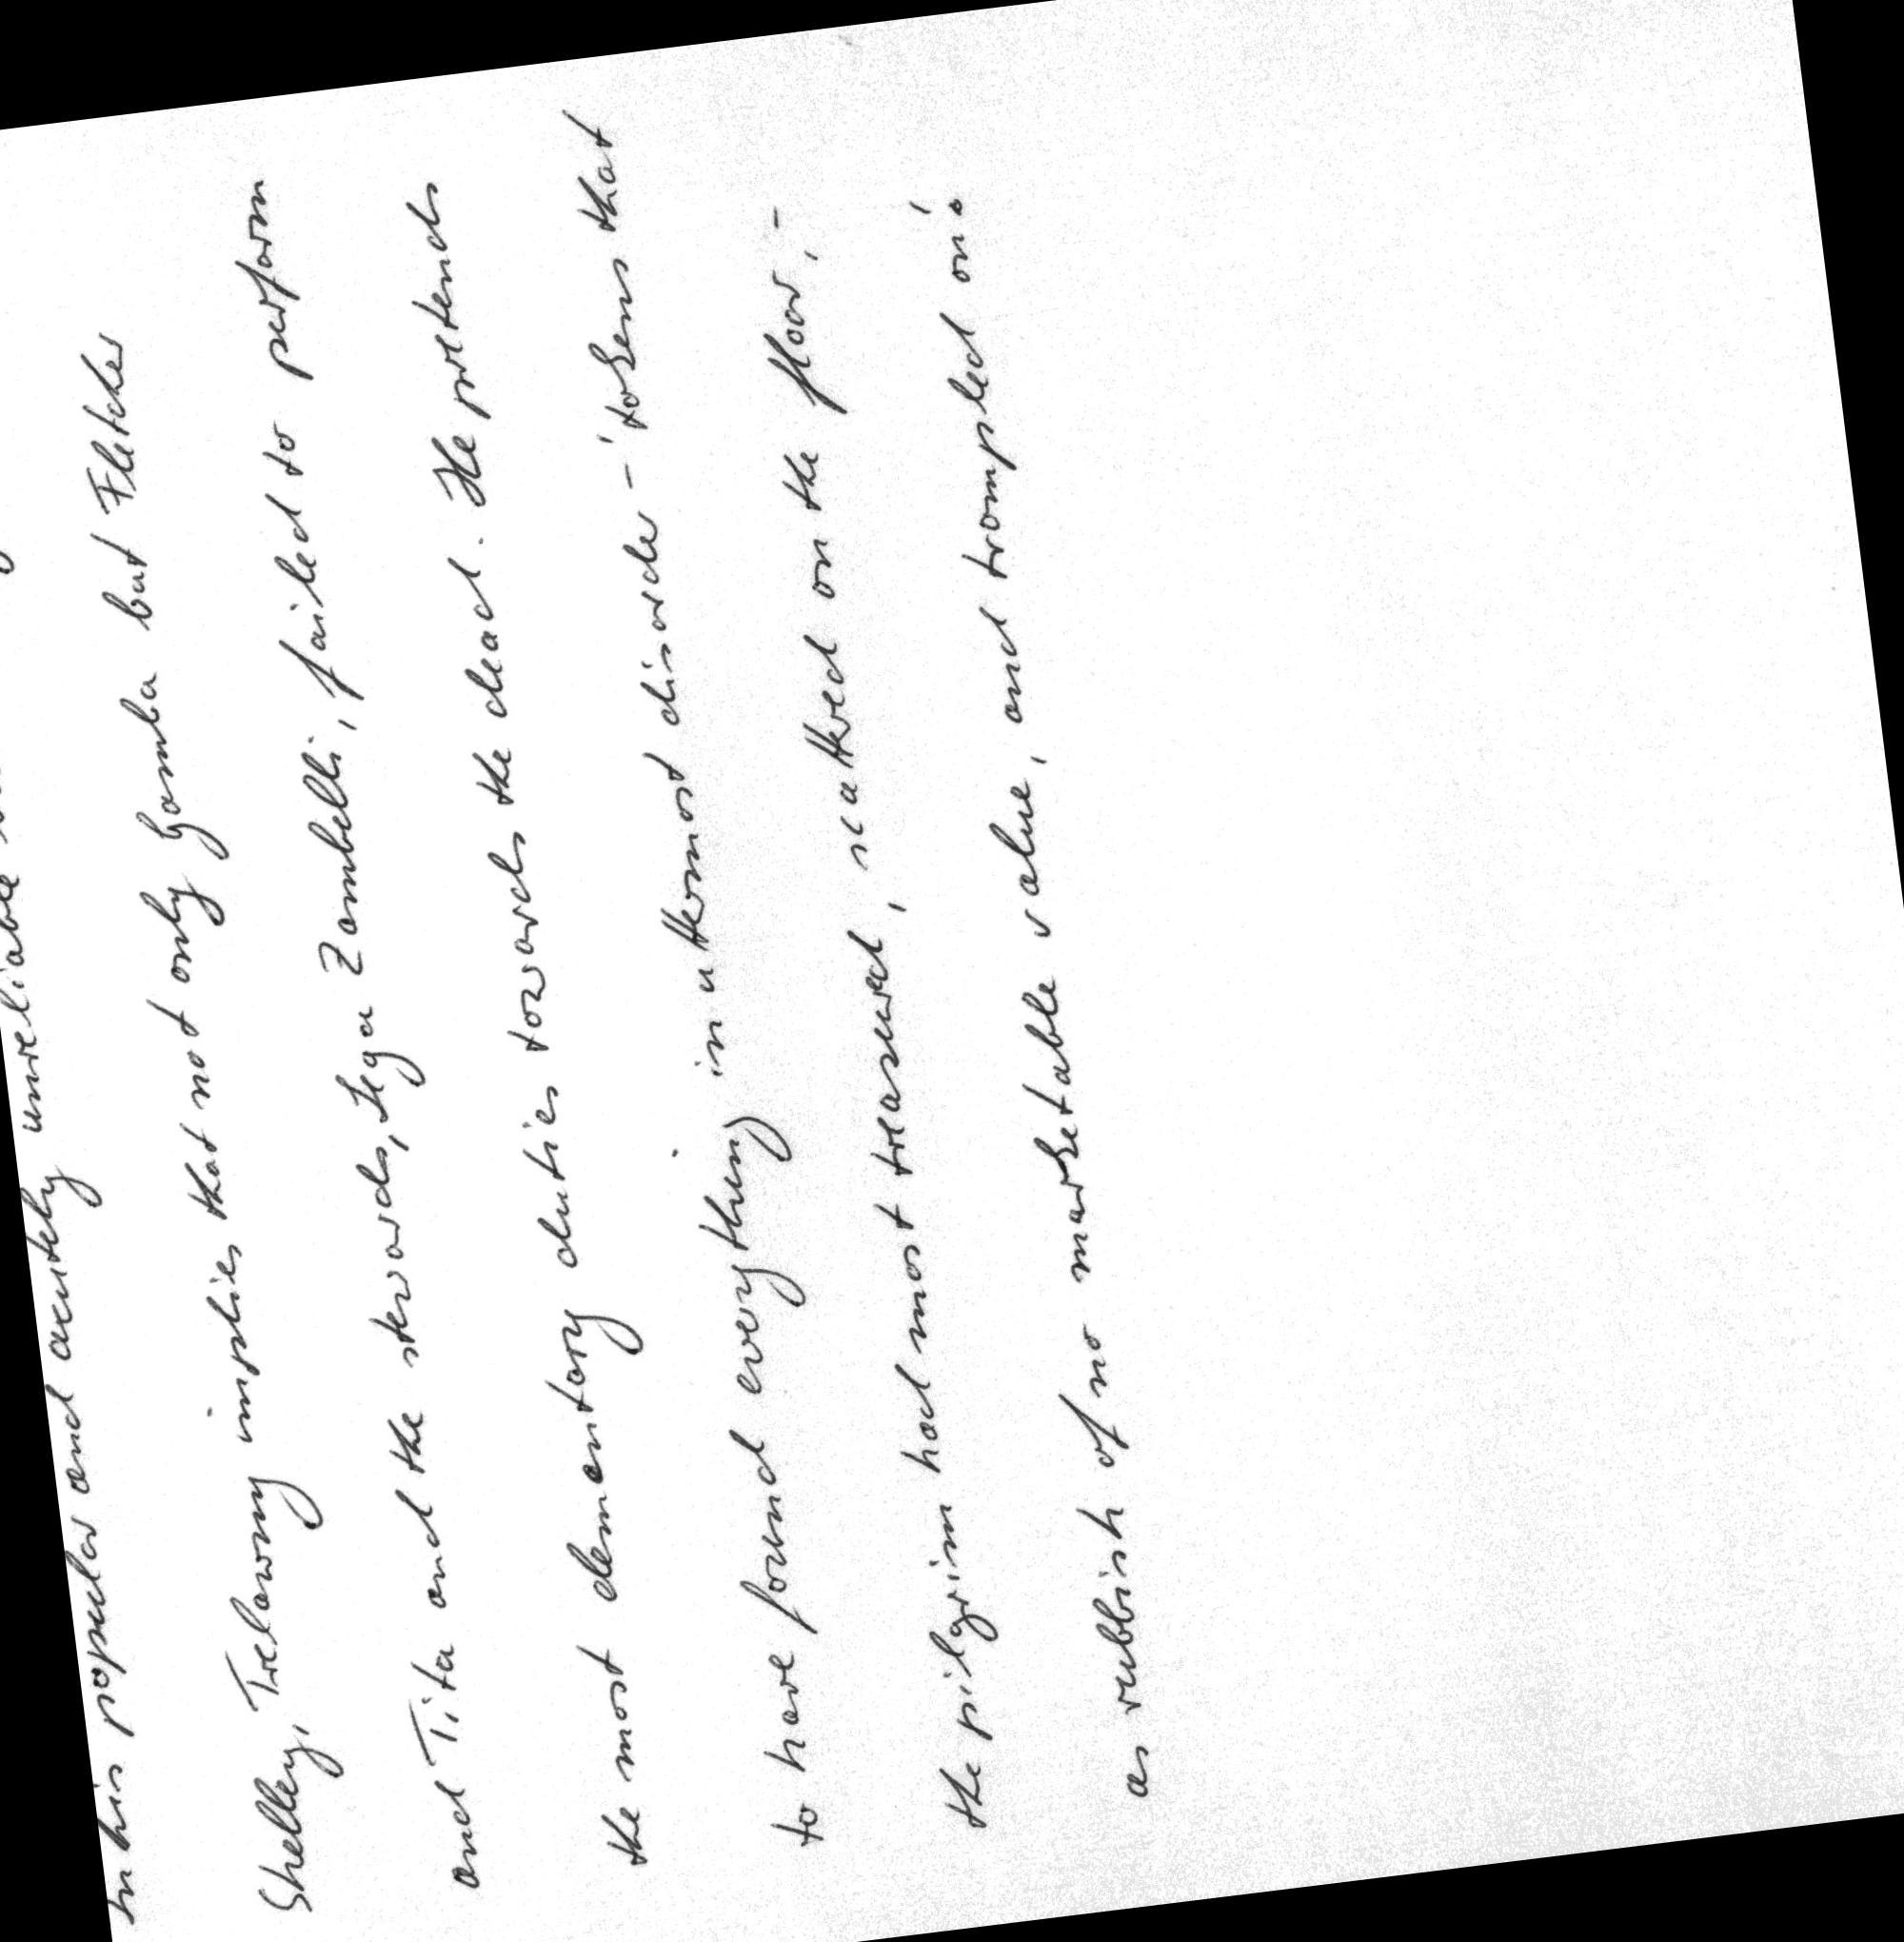 In his popular and acutely unreliable
Shelley, Trelawny implies that not only Gamba but Fletcher
and Tita and the stewards, Lega Zambelli, failed to perform
the most elementary duties towards the dead. He pretends
to have found everything in uttermost disorder - 'tokens that
the pilgrim had most treasured, scattered on the floor, -
as rubbish of no marketable value, and trampled on'.